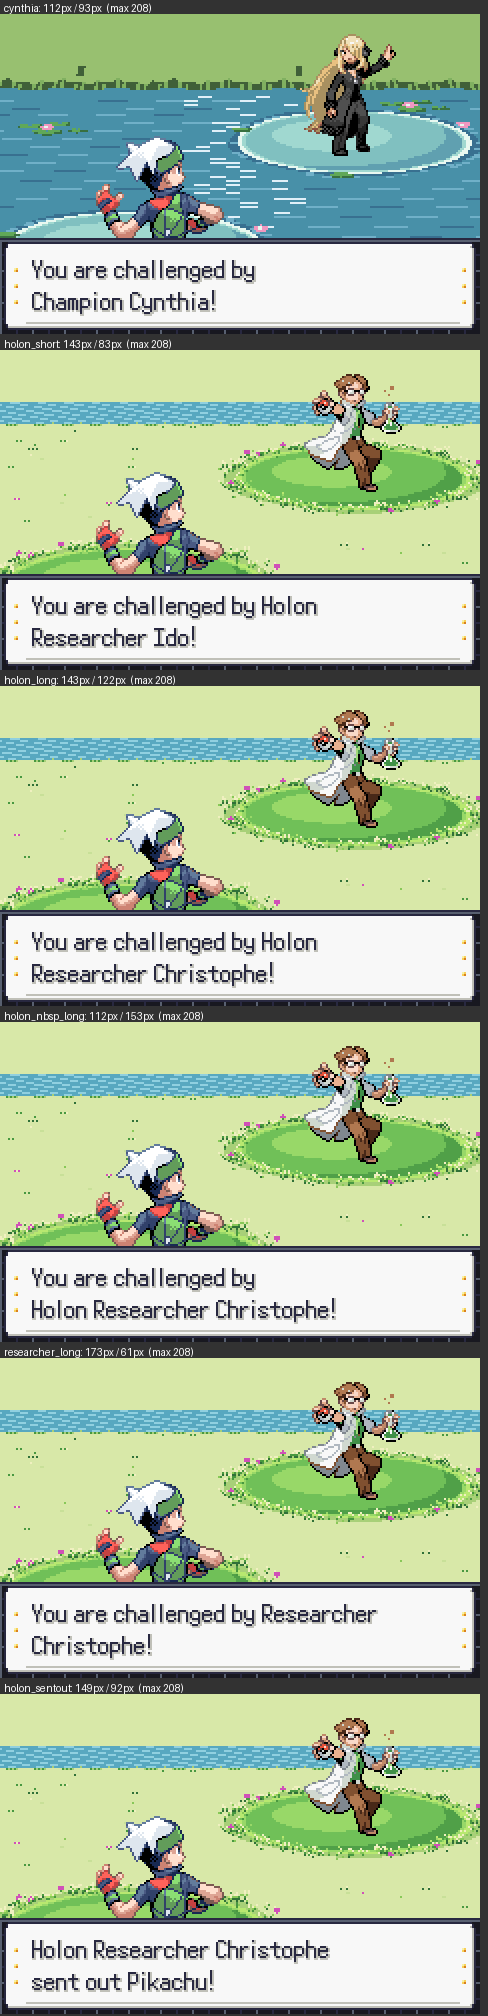 cynthia: 112px/93px (max 208)
You are challenged by
Champion Cynthia!
holon_short: 143px/83px (max 208)
You are challenged by Holon
Researcher Ido!
holon_long: 143px/122px (max 208)
You are challenged by Holon
Researcher Christophe!
holon_nbsp_long: 112px/153px (max 208)
You are challenged by
Holon Researcher Christophe!
researcher_long: 173px/61px (max 208)
You are challenged by Researcher
Christophe!
holon_sentout: 149px/92px (max 208)
Holon Researcher Christophe
sent out Pikachu!